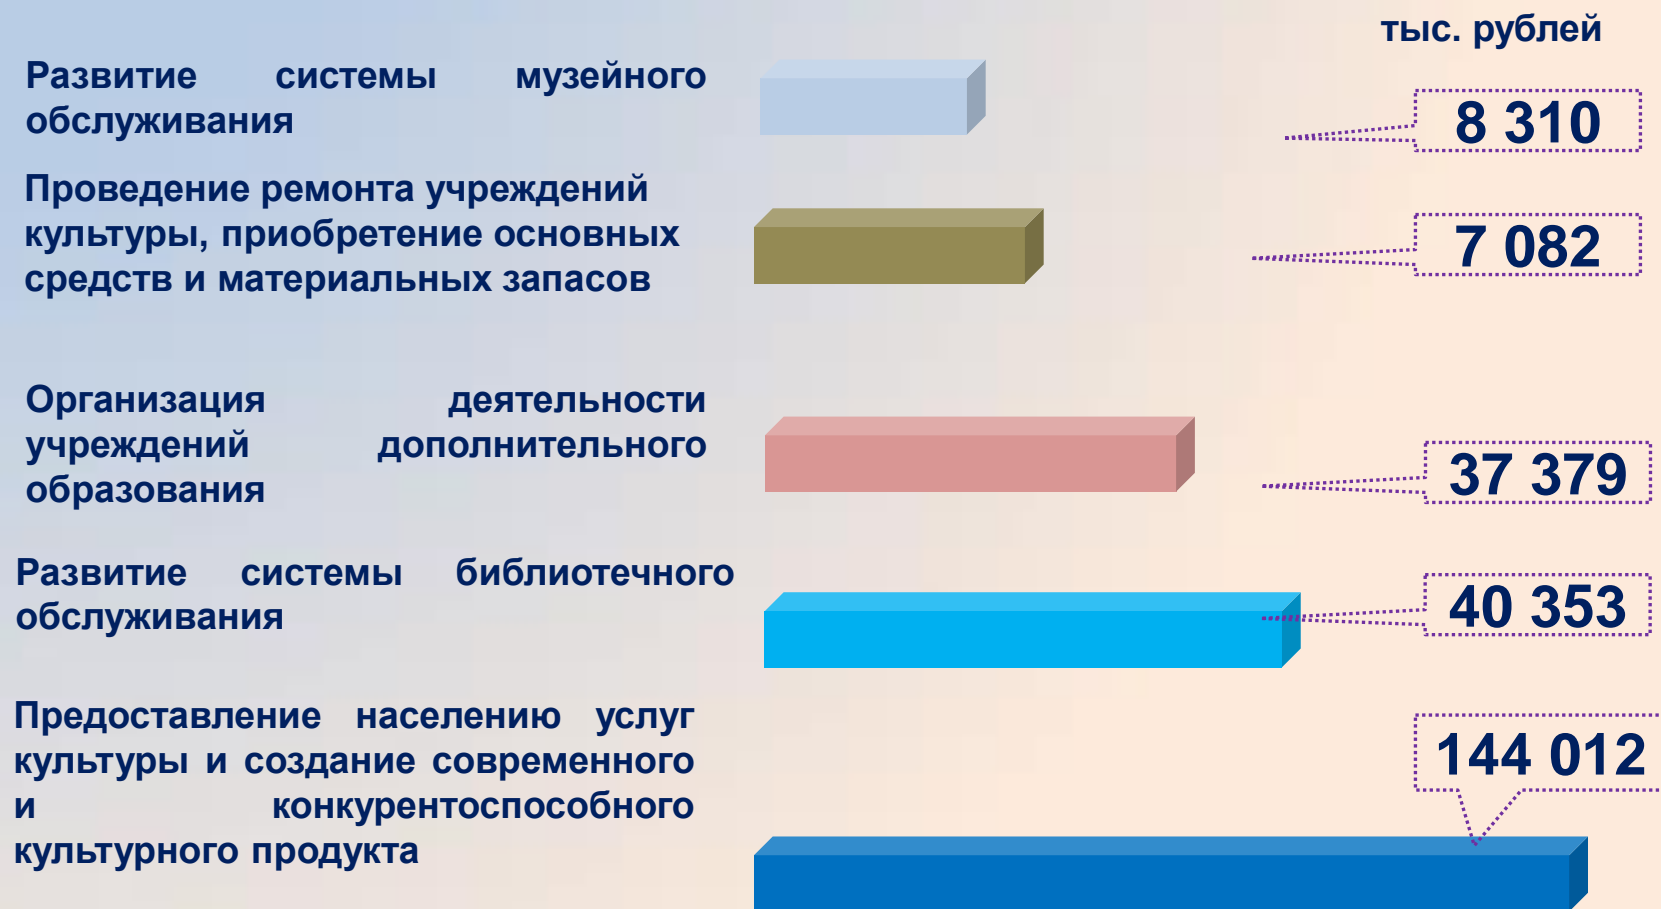 тыс. рублей
Развитие системы музейного
обслуживания
8 310
Проведение ремонта учреждений
культуры, приобретение основных
средств и материальных запасов
7 082
Организация деятельности
учреждений дополнительного
образования
37 379
Развитие системы библиотечного
обслуживания
40 353
Предоставление населению услуг
культуры и создание современного
и конкурентоспособного
культурного продукта
144 012